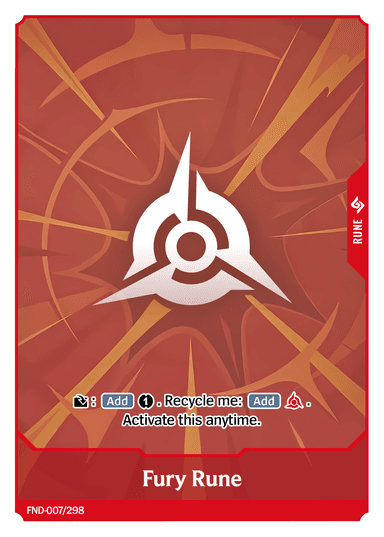 RUNE
: Add 1 . Recycle me: Add .
Activate this anytime.
Fury Rune
FND-007/298